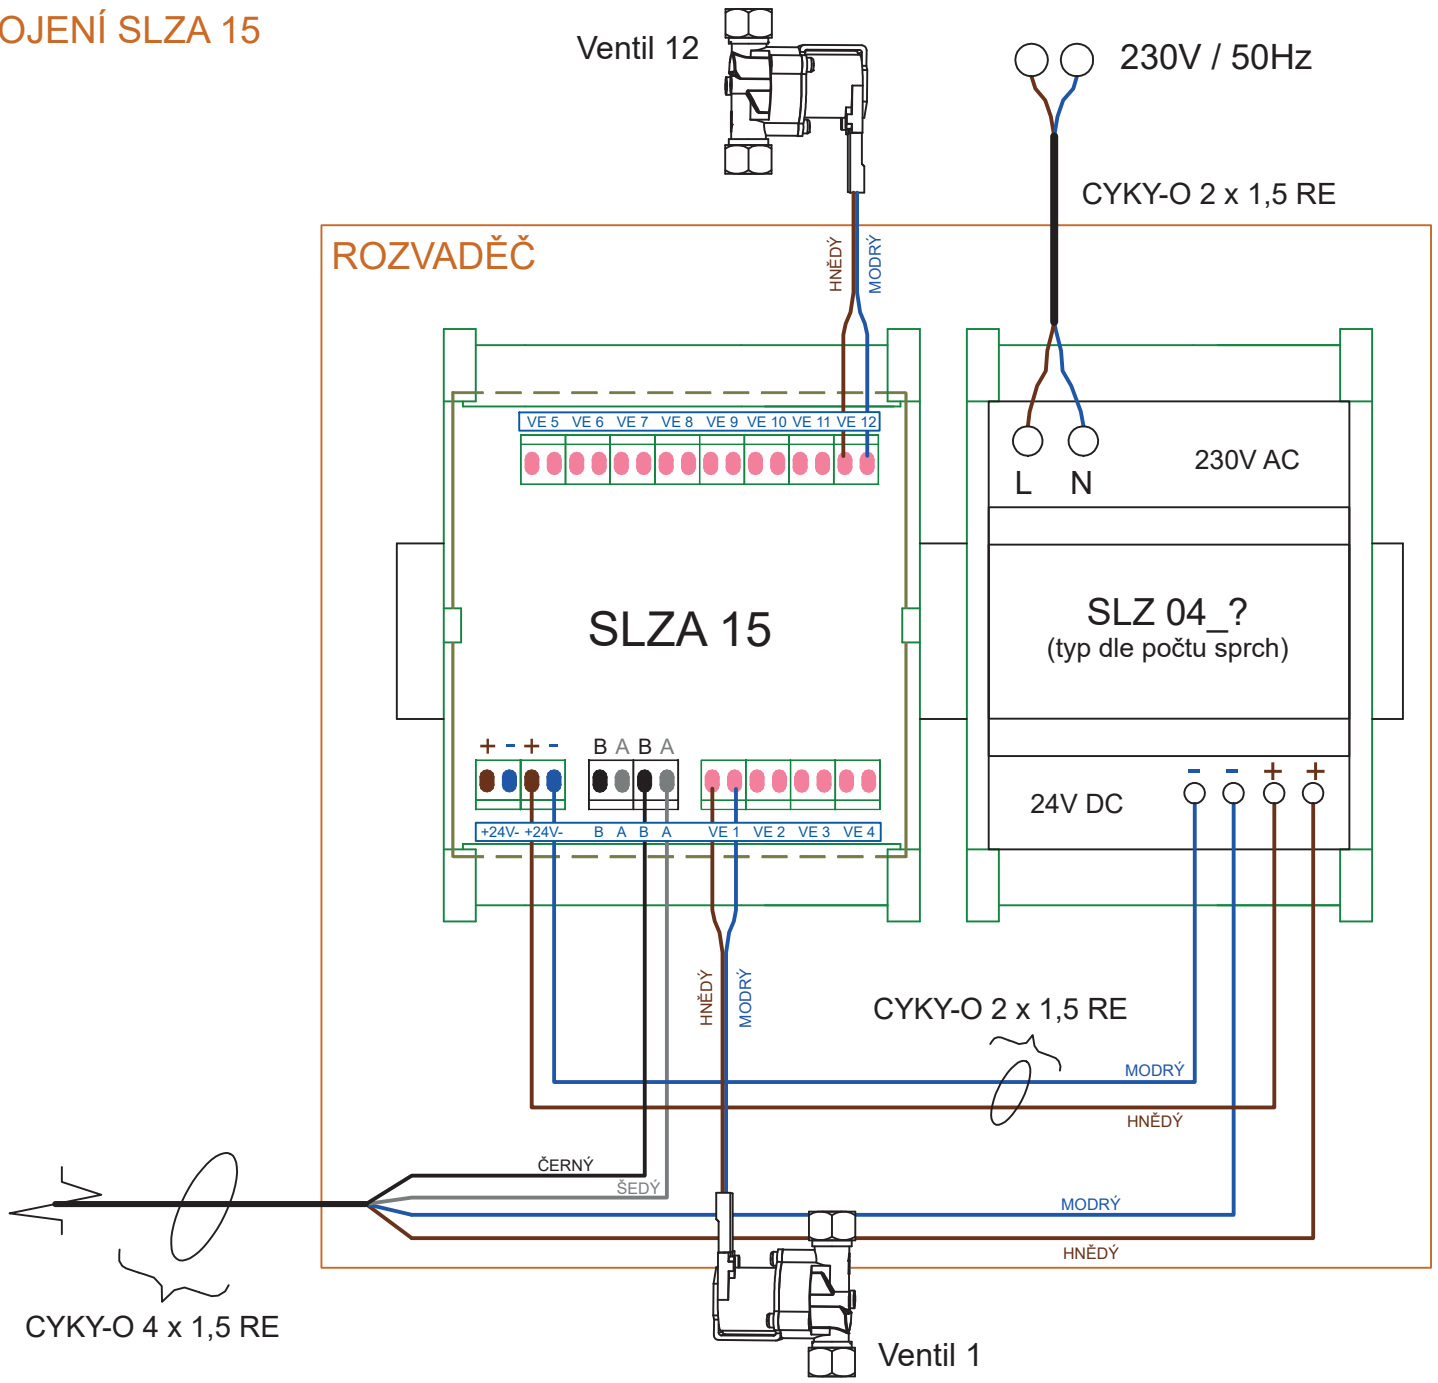 OJENÍ SLZA 15
Ventil 12
230V / 50Hz
CYKY-O 2 x 1,5 RE
ROZVADĚČ
HNĚDÝ
MODRÝ
VE 5 VE 6 VE 7 VE 8 VE 9 VE 10 VE 11 VE 12
L N
230V AC
SLZA 15
SLZ 04_?
(typ dle počtu sprch)
+ - + -
B A B A
- - + +
24V DC
+24V- +24V-
B A B A
VE 1 VE 2 VE 3 VE 4
HNĚDÝ
MODRÝ
CYKY-O 2 x 1,5 RE
MODRÝ
HNĚDÝ
ČERNÝ
ŠEDÝ
MODRÝ
HNĚDÝ
CYKY-O 4 x 1,5 RE
Ventil 1